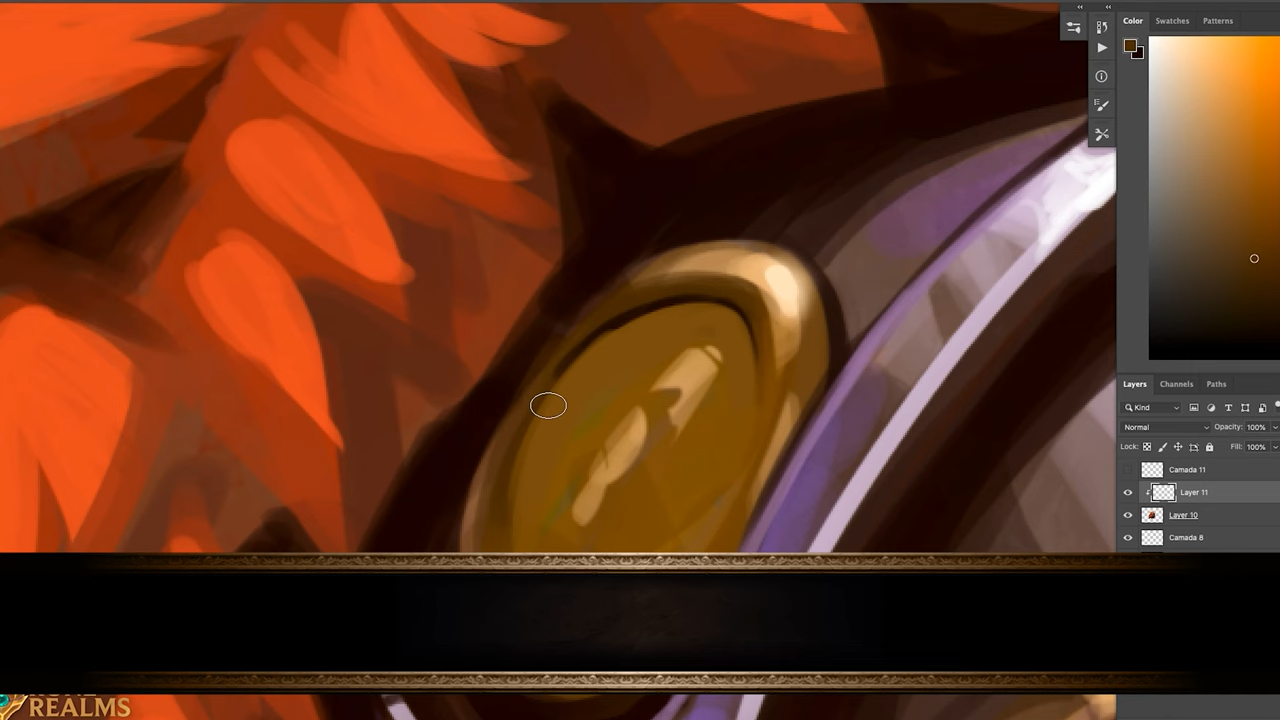 Color Swatches Patterns
Layers Channels Paths
Kind
Normal Opacity: 100%
Lock: Fill: 100%
Camada 11
Layer 11
Layer 10
Camada 8
REALMS